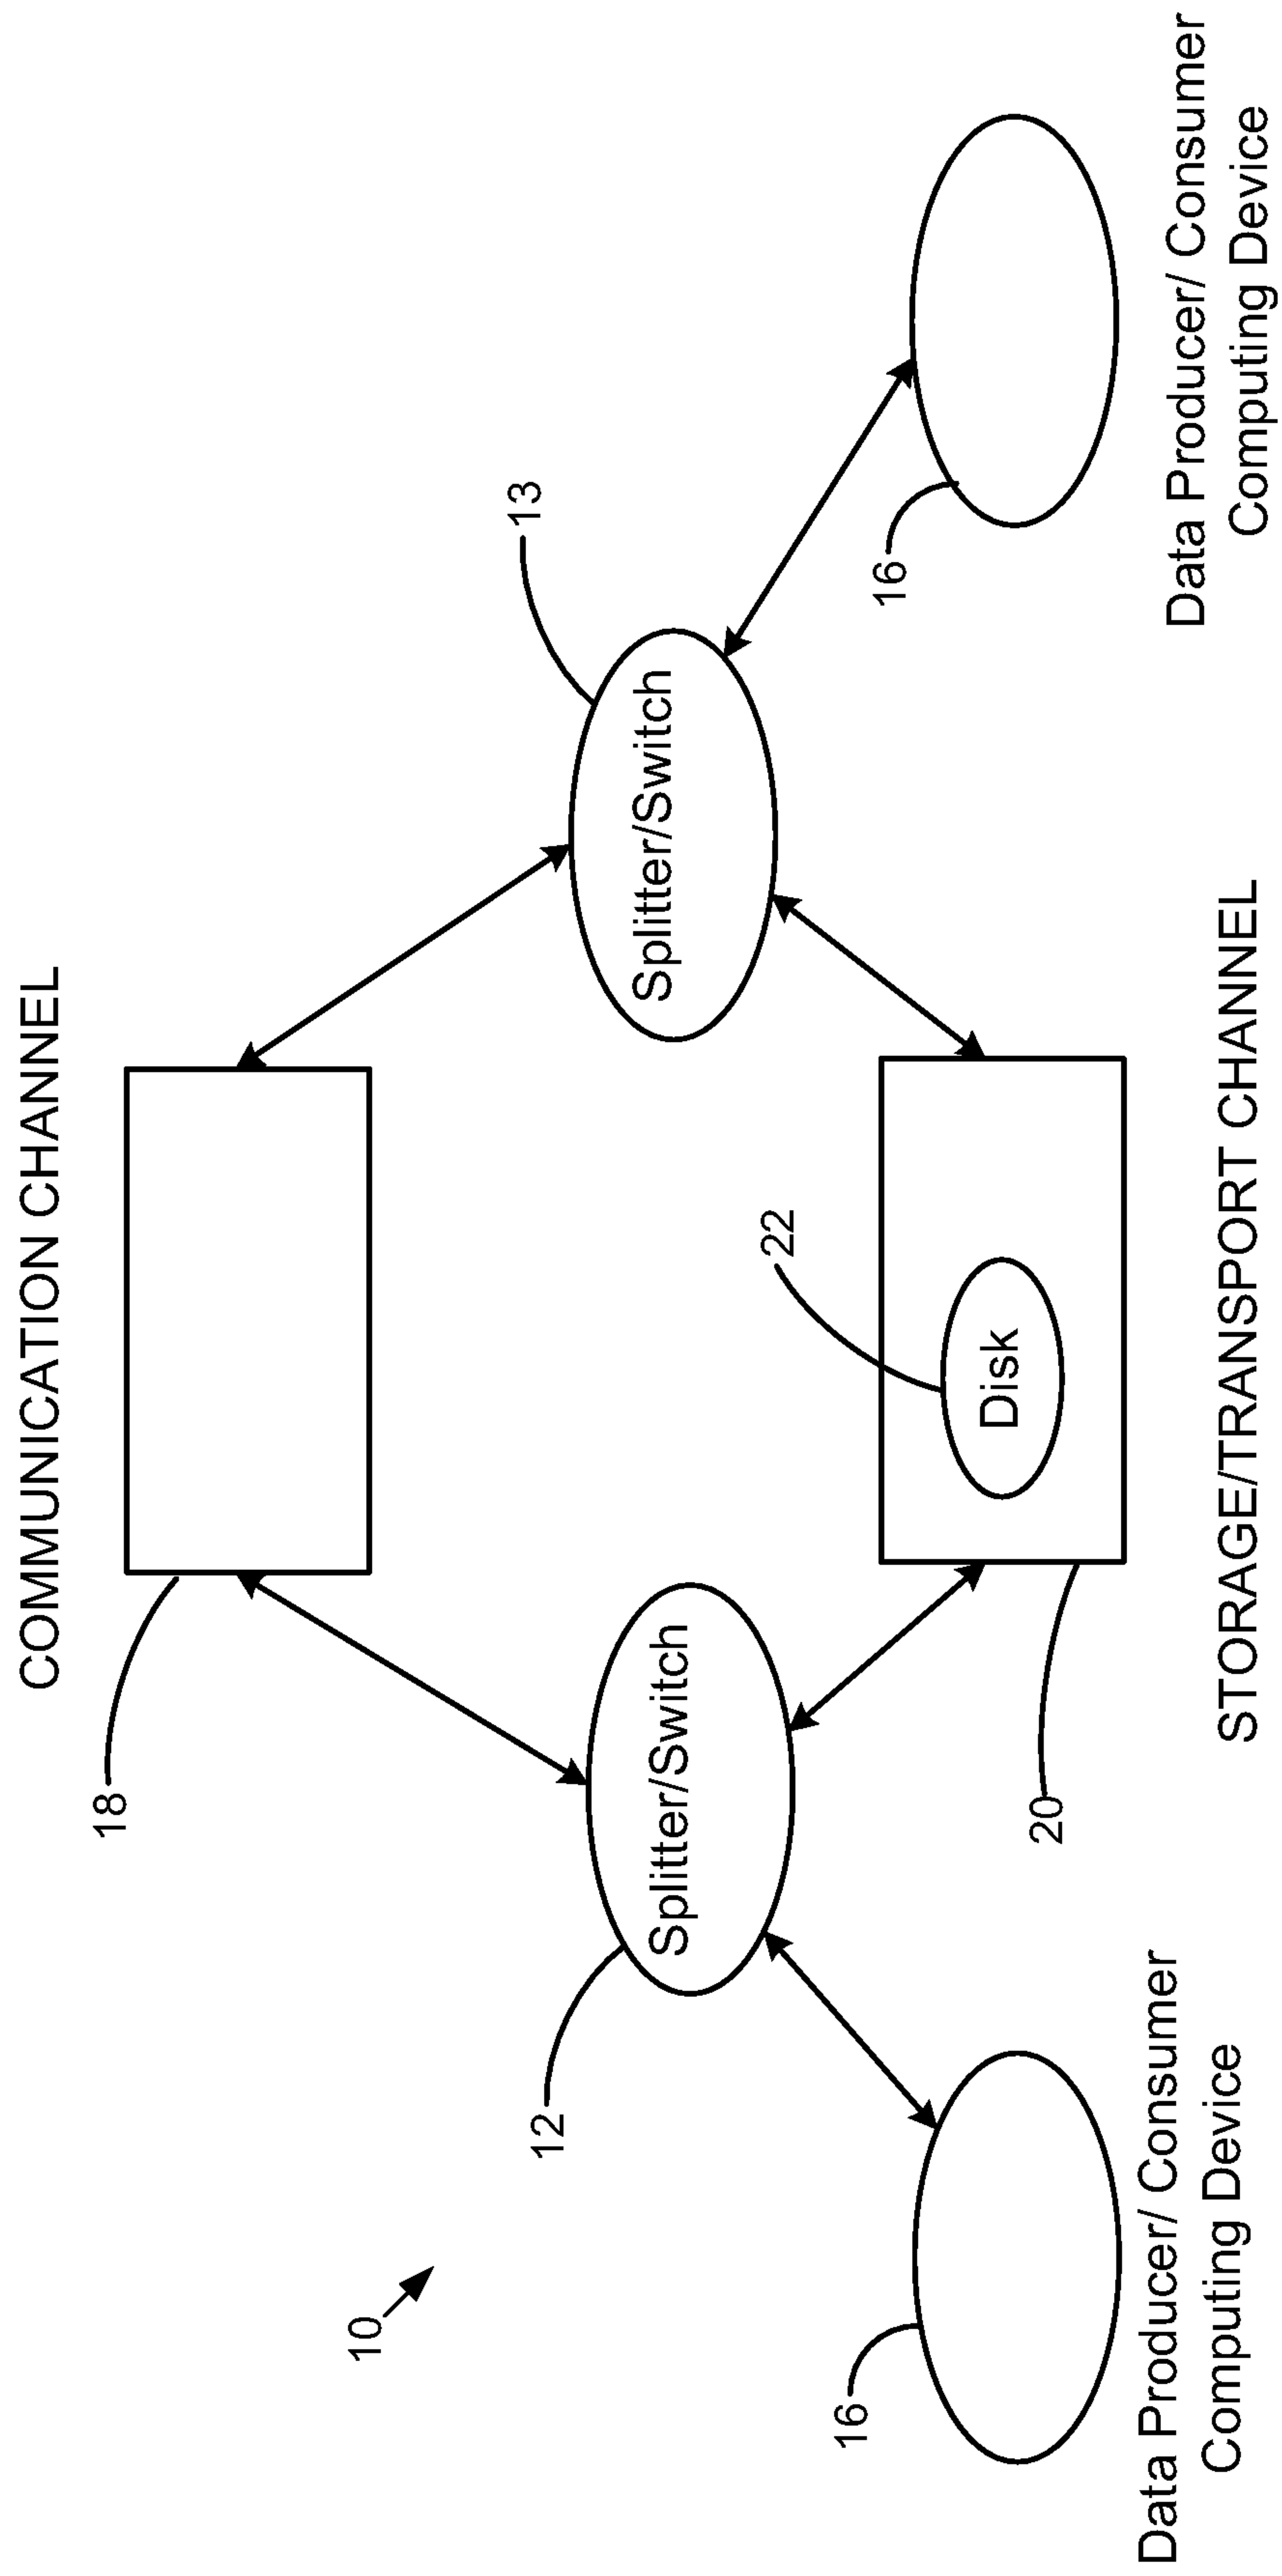 COMMUNICATION CHANNEL
18
13
Splitter/Switch
Splitter/Switch
12
10
22
Disk
16
16
20
Data Producer/ Consumer
Computing Device
STORAGE/TRANSPORT CHANNEL
Data Producer/ Consumer
Computing Device